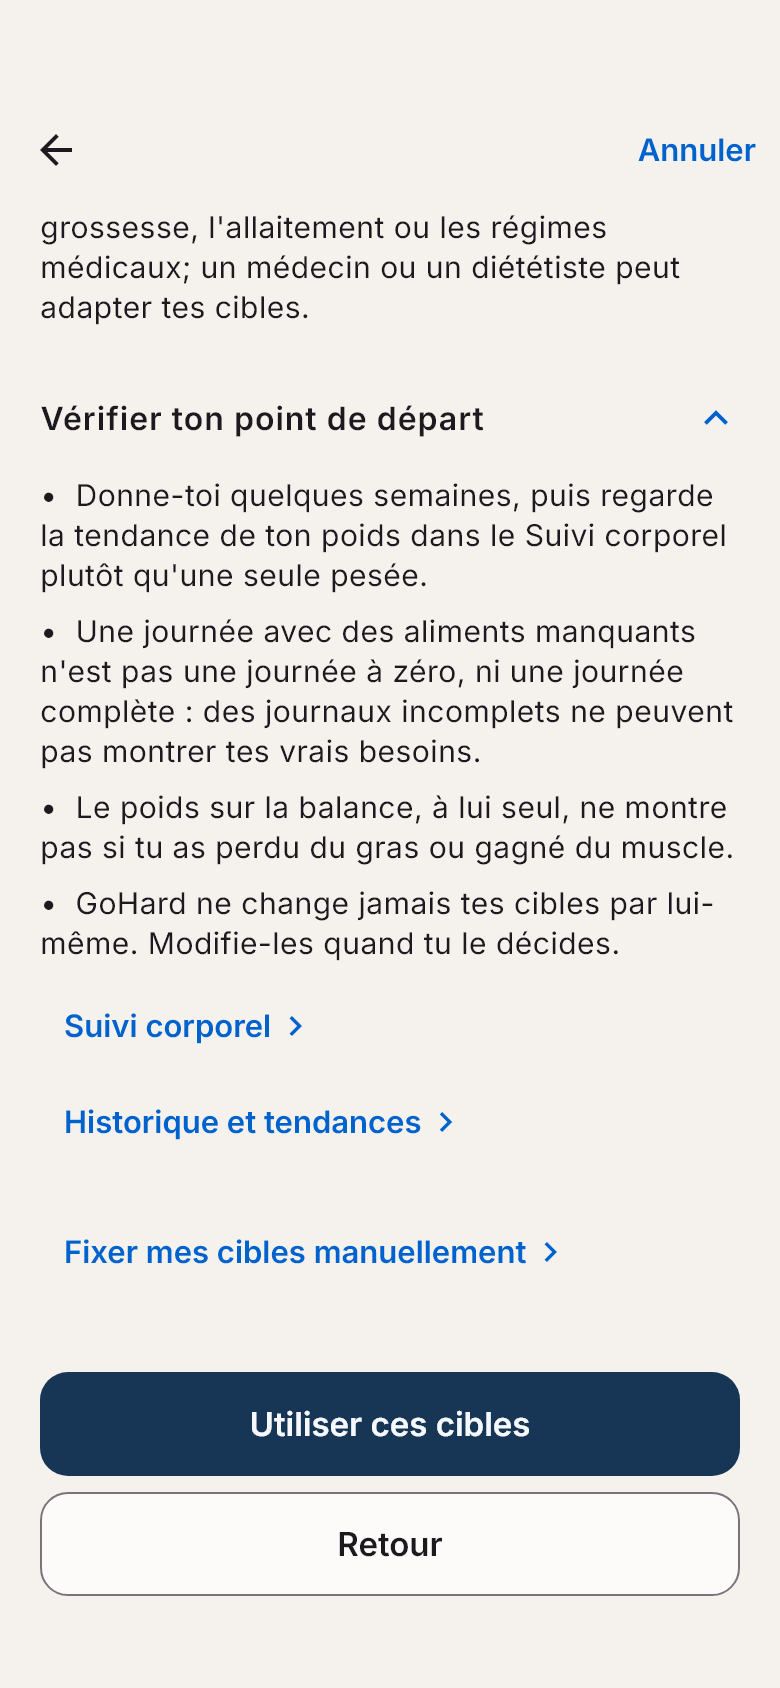 Annuler
grossesse, l'allaitement ou les régimes
médicaux; un médecin ou un diététiste peut
adapter tes cibles.
Vérifier ton point de départ
• Donne-toi quelques semaines, puis regarde
la tendance de ton poids dans le Suivi corporel
plutôt qu'une seule pesée.
• Une journée avec des aliments manquants
n'est pas une journée à zéro, ni une journée
complète : des journaux incomplets ne peuvent
pas montrer tes vrais besoins.
• Le poids sur la balance, à lui seul, ne montre
pas si tu as perdu du gras ou gagné du muscle.
• GoHard ne change jamais tes cibles par lui-
même. Modifie-les quand tu le décides.
Suivi corporel
Historique et tendances
Fixer mes cibles manuellement
Utiliser ces cibles
Retour